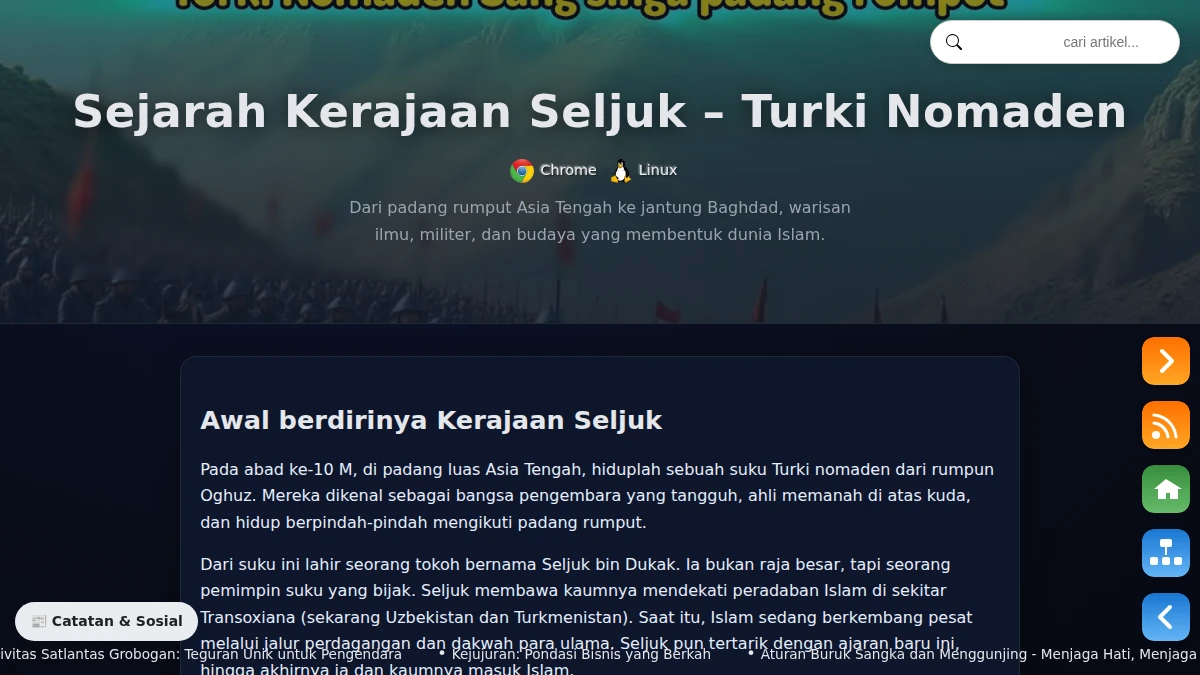 Turki Nomaden Sang singa padang rumput
cari artikel...
Sejarah Kerajaan Seljuk – Turki Nomaden
Chrome Linux
Dari padang rumput Asia Tengah ke jantung Baghdad, warisan
ilmu, militer, dan budaya yang membentuk dunia Islam.
Awal berdirinya Kerajaan Seljuk
Pada abad ke-10 M, di padang luas Asia Tengah, hiduplah sebuah suku Turki nomaden dari rumpun
Oghuz. Mereka dikenal sebagai bangsa pengembara yang tangguh, ahli memanah di atas kuda,
dan hidup berpindah-pindah mengikuti padang rumput.
Dari suku ini lahir seorang tokoh bernama Seljuk bin Dukak. Ia bukan raja besar, tapi seorang
pemimpin suku yang bijak. Seljuk membawa kaumnya mendekati peradaban Islam di sekitar
Transoxiana (sekarang Uzbekistan dan Turkmenistan). Saat itu, Islam sedang berkembang pesat
melalui jalur perdagangan dan dakwah para ulama. Seljuk pun tertarik dengan ajaran baru ini,
hingga akhirnya ia dan kaumnya masuk Islam.
📰 Catatan & Sosial
ivitas Satlantas Grobogan: Teguran Unik untuk Pengendara • Kejujuran: Pondasi Bisnis yang Berkah • Aturan Buruk Sangka dan Menggunjing - Menjaga Hati, Menjaga